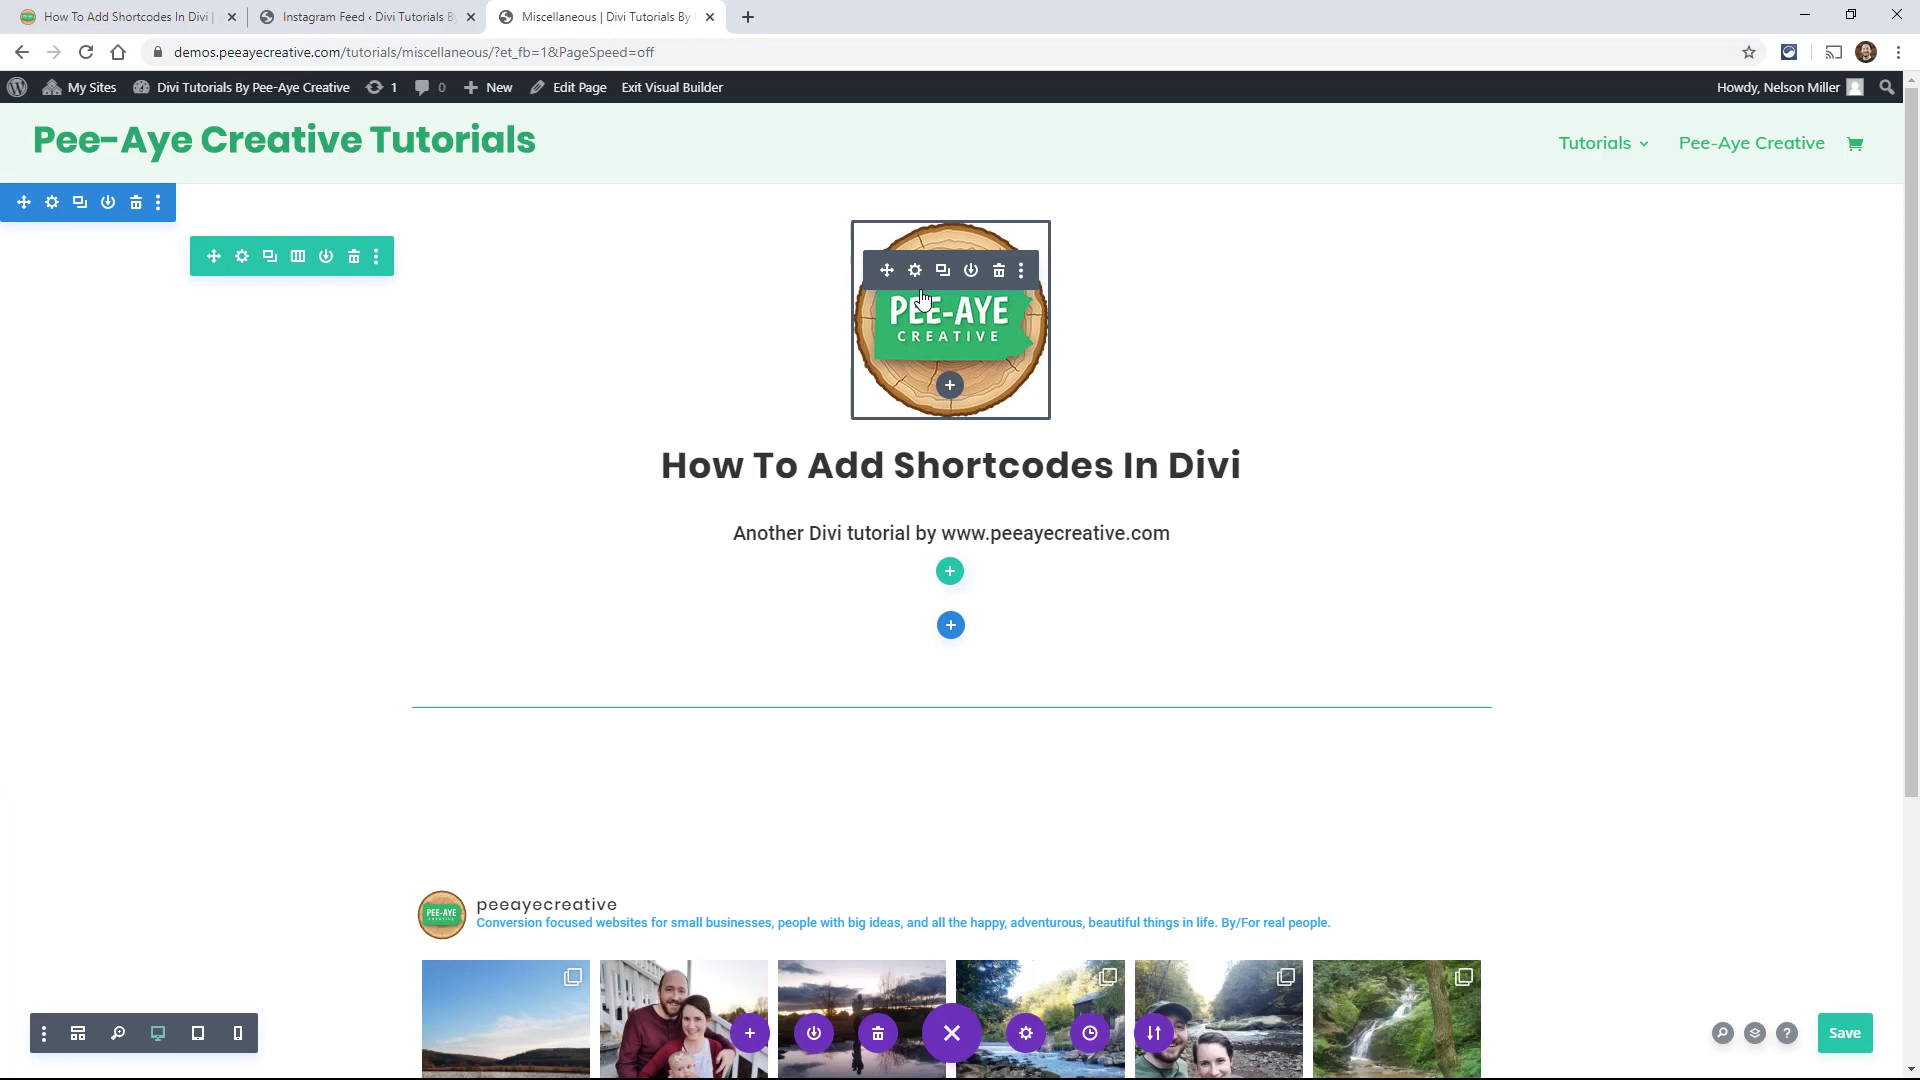 How To Add Shortcodes In Divi |
Instagram Feed ‹ Divi Tutorials By
Miscellaneous | Divi Tutorials By
demos.peeayecreative.com/tutorials/miscellaneous/?et_fb=1&PageSpeed=off
My Sites
Divi Tutorials By Pee-Aye Creative
1
0
New
Edit Page
Exit Visual Builder
Howdy, Nelson Miller
Pee-Aye Creative Tutorials
Tutorials
Pee-Aye Creative
PEE-AYE
CREATIVE
How To Add Shortcodes In Divi
Another Divi tutorial by www.peeayecreative.com
PEE-AYE
CREATIVE
peeayecreative
Conversion focused websites for small businesses, people with big ideas, and all the happy, adventurous, beautiful things in life. By/For real people.
?
Save